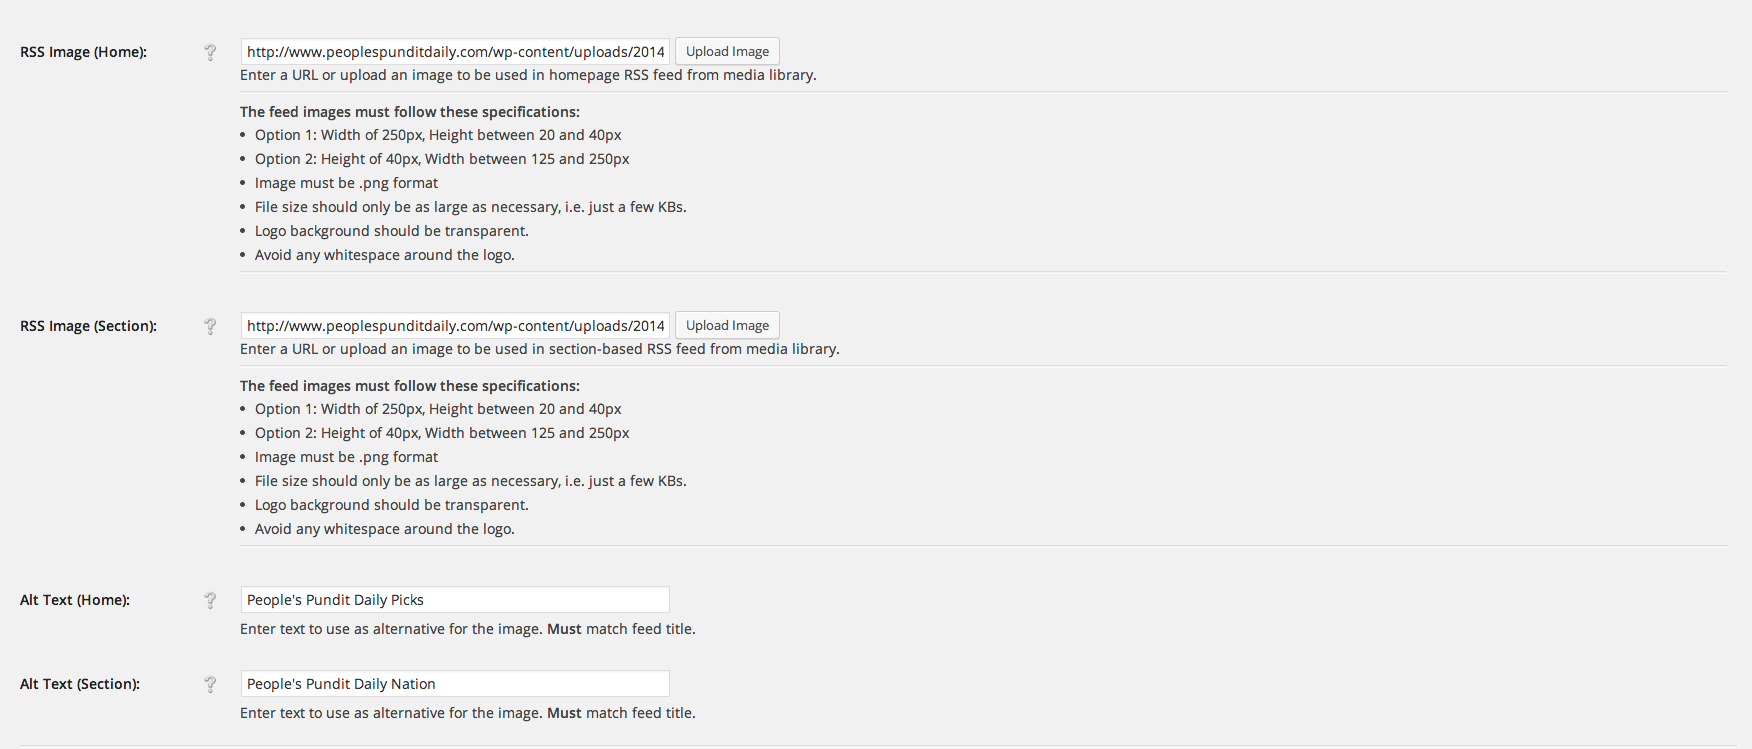 RSS Image (Home):
?
http://www.peoplespunditdaily.com/wp-content/uploads/2014
Upload Image
Enter a URL or upload an image to be used in homepage RSS feed from media library.
The feed images must follow these specifications:
• Option 1: Width of 250px, Height between 20 and 40px
• Option 2: Height of 40px, Width between 125 and 250px
• Image must be .png format
• File size should only be as large as necessary, i.e. just a few KBs.
• Logo background should be transparent.
• Avoid any whitespace around the logo.
RSS Image (Section):
?
http://www.peoplespunditdaily.com/wp-content/uploads/2014
Upload Image
Enter a URL or upload an image to be used in section-based RSS feed from media library.
The feed images must follow these specifications:
• Option 1: Width of 250px, Height between 20 and 40px
• Option 2: Height of 40px, Width between 125 and 250px
• Image must be .png format
• File size should only be as large as necessary, i.e. just a few KBs.
• Logo background should be transparent.
• Avoid any whitespace around the logo.
Alt Text (Home):
?
People's Pundit Daily Picks
Enter text to use as alternative for the image. Must match feed title.
Alt Text (Section):
?
People's Pundit Daily Nation
Enter text to use as alternative for the image. Must match feed title.